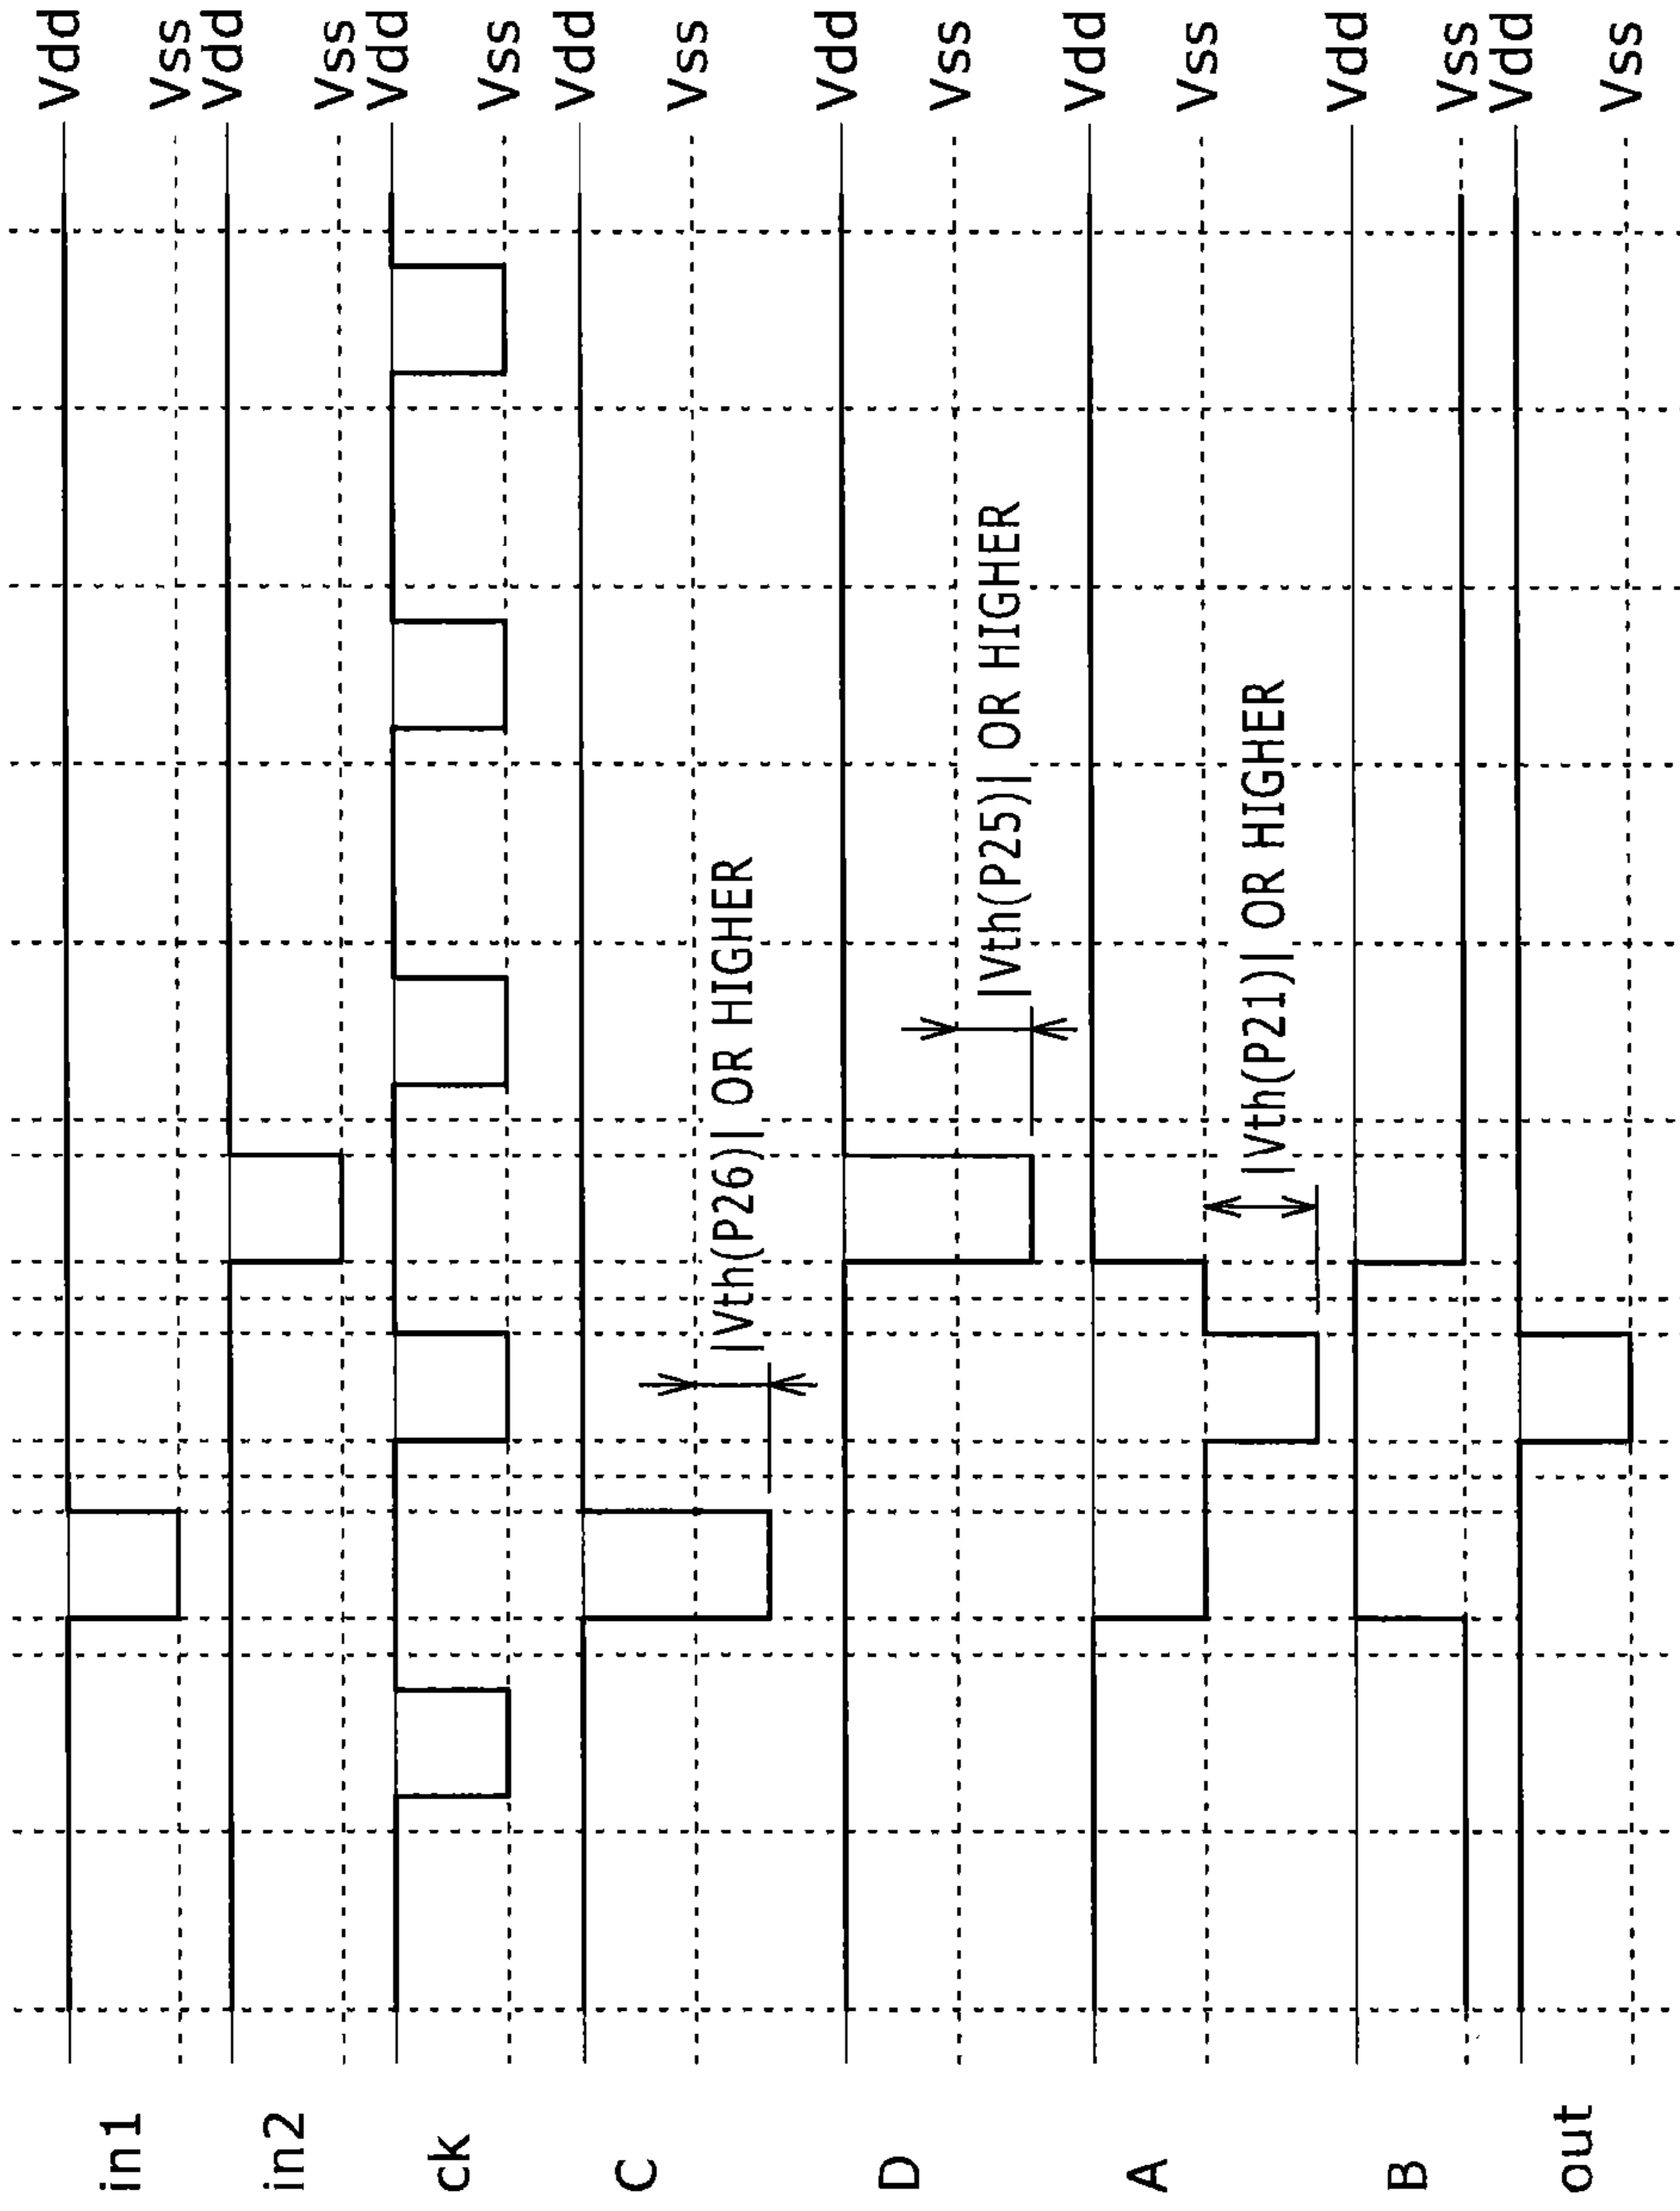 in1
Vdd
Vss
in2
Vdd
Vss
ck
Vdd
Vss
C
Vdd
Vss
|Vth(P26)| OR HIGHER
D
Vdd
Vss
|Vth(P25)| OR HIGHER
A
Vdd
Vss
|Vth(P21)| OR HIGHER
B
Vdd
Vss
out
Vdd
Vss